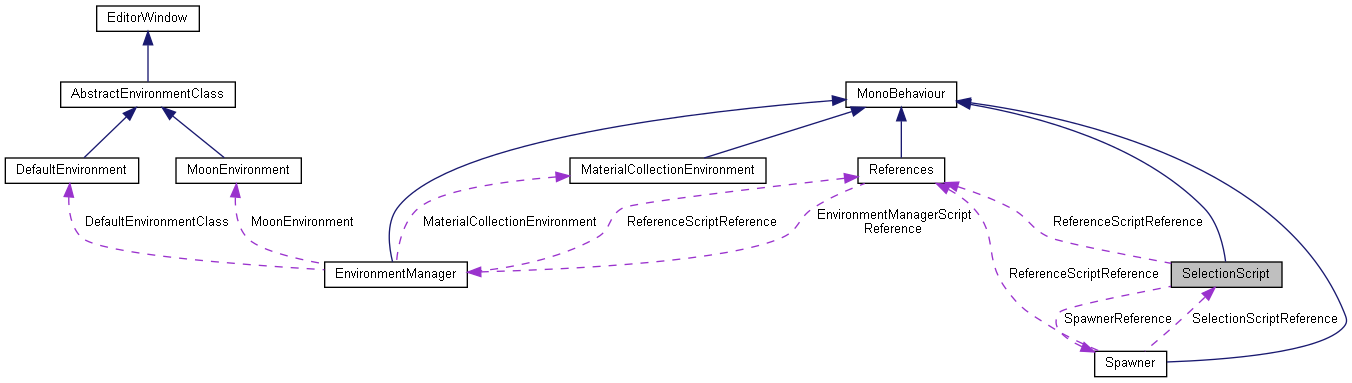 EditorWindow
AbstractEnvironmentClass
MonoBehaviour
DefaultEnvironment
MoonEnvironment
MaterialCollectionEnvironment
References
DefaultEnvironmentClass
MoonEnvironment
MaterialCollectionEnvironment
ReferenceScriptReference
EnvironmentManagerScript
Reference
ReferenceScriptReference
EnvironmentManager
ReferenceScriptReference
SelectionScript
SpawnerReference
SelectionScriptReference
Spawner